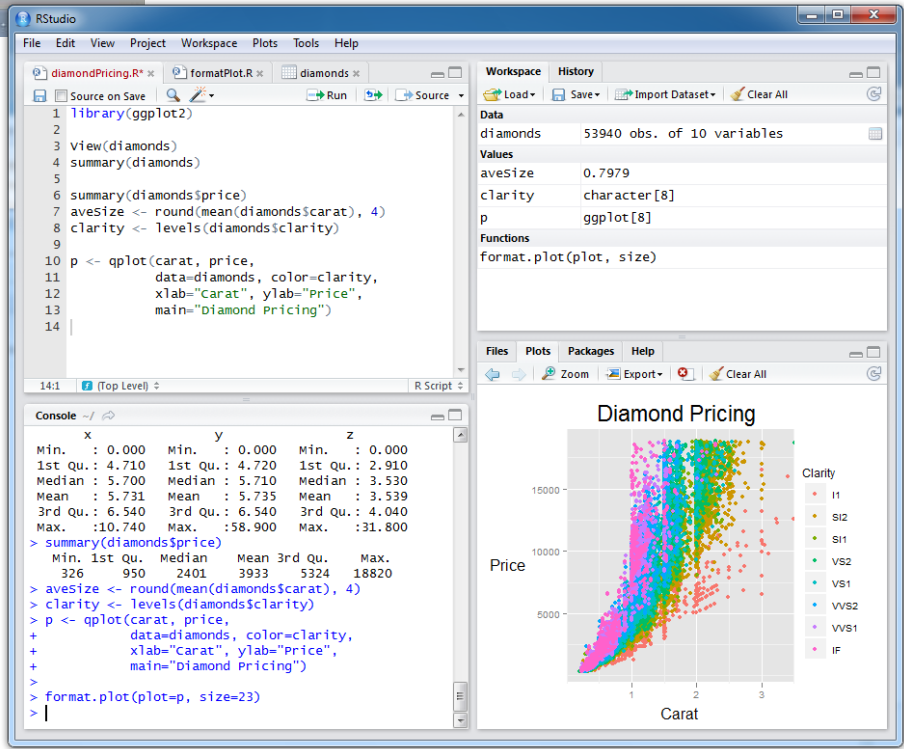 RStudio
File Edit View Project Workspace Plots Tools Help
diamondPricing.R* × formatPlot.R × diamonds ×
Source on Save Run Source
1 library(ggplot2)
2
3 View(diamonds)
4 summary(diamonds)
5
6 summary(diamonds$price)
7 aveSize <- round(mean(diamonds$carat), 4)
8 clarity <- levels(diamonds$clarity)
9
10 p <- qplot(carat, price,
11 data=diamonds, color=clarity,
12 xlab="Carat", ylab="Price",
13 main="Diamond Pricing")
14
14:1 (Top Level) R Script
Console ~/
x y z
Min. : 0.000 Min. : 0.000 Min. : 0.000
1st Qu.: 4.710 1st Qu.: 4.720 1st Qu.: 2.910
Median : 5.700 Median : 5.710 Median : 3.530
Mean : 5.731 Mean : 5.735 Mean : 3.539
3rd Qu.: 6.540 3rd Qu.: 6.540 3rd Qu.: 4.040
Max. :10.740 Max. :58.900 Max. :31.800
> summary(diamonds$price)
Min. 1st Qu. Median Mean 3rd Qu. Max.
326 950 2401 3933 5324 18820
> aveSize <- round(mean(diamonds$carat), 4)
> clarity <- levels(diamonds$clarity)
> p <- qplot(carat, price,
+ data=diamonds, color=clarity,
+ xlab="Carat", ylab="Price",
+ main="Diamond Pricing")
>
> format.plot(plot=p, size=23)
>
Workspace History
Load Save Import Dataset Clear All
Data
diamonds 53940 obs. of 10 variables
Values
aveSize 0.7979
clarity character[8]
p ggplot[8]
Functions
format.plot(plot, size)
Files Plots Packages Help
Zoom Export Clear All
Diamond Pricing
15000
10000
5000
Price
1 2 3
Carat
Clarity
I1
SI2
SI1
VS2
VS1
VVS2
VVS1
IF